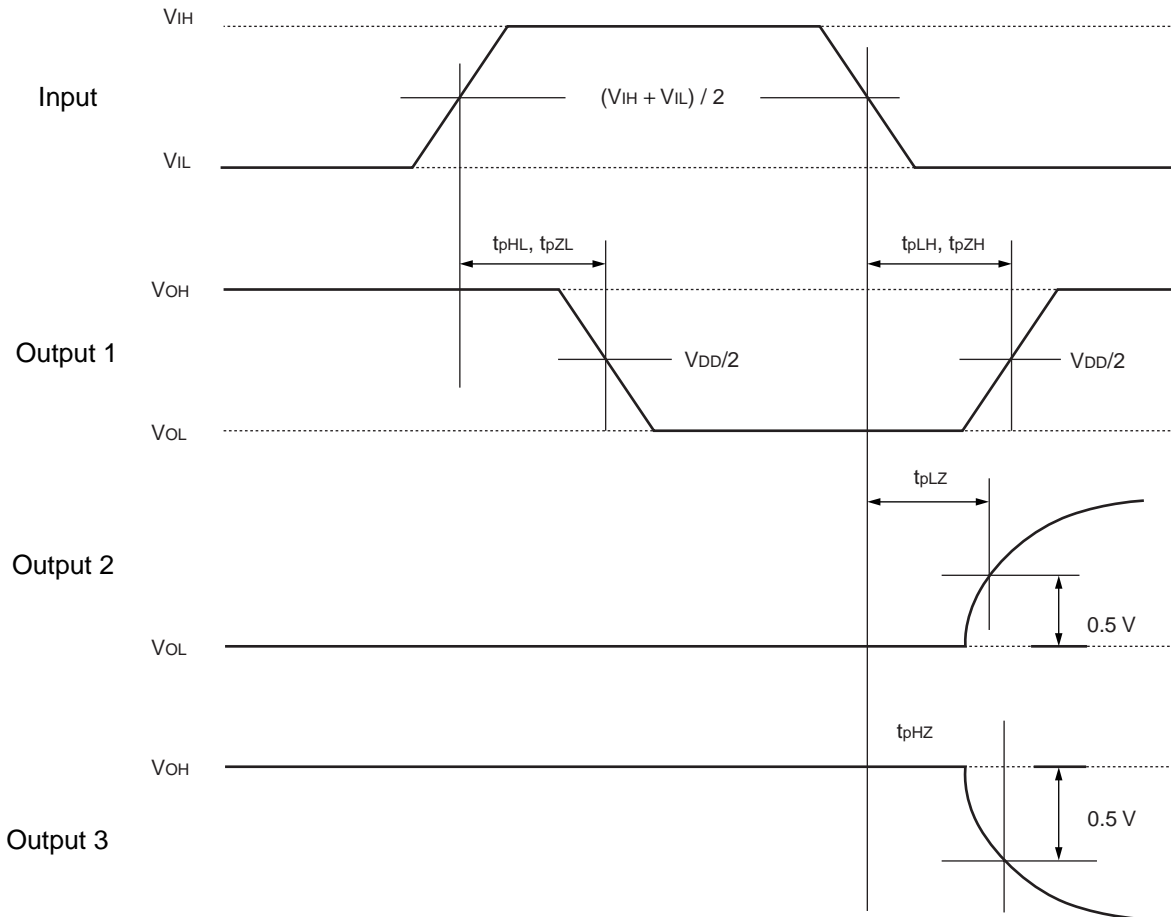 VIH
Input
(VIH + VIL) / 2
VIL
tpHL, tpZL
tpLH, tpZH
VOH
Output 1
VDD/2
VDD/2
VOL
tpLZ
Output 2
0.5 V
VOL
tpHZ
VOH
0.5 V
Output 3